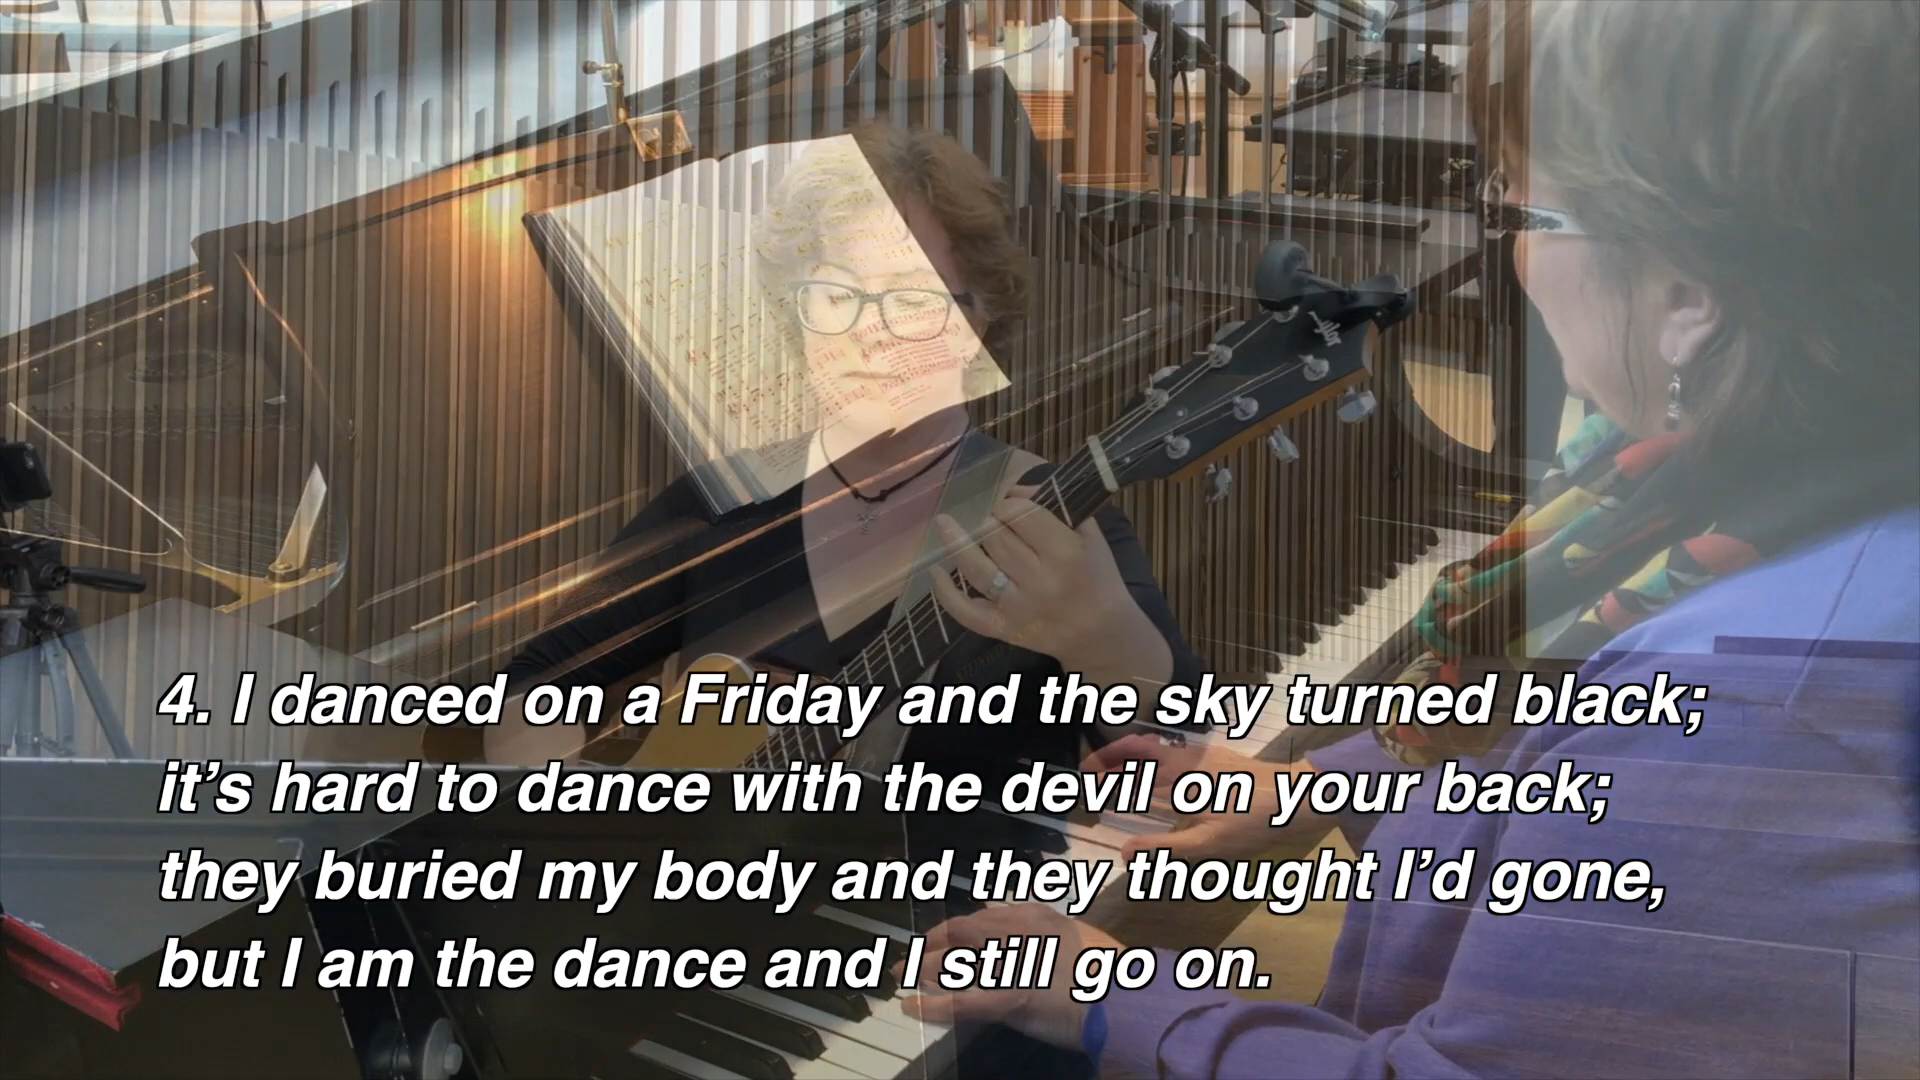 4. I danced on a Friday and the sky turned black;
it’s hard to dance with the devil on your back;
they buried my body and they thought I’d gone,
but I am the dance and I still go on.